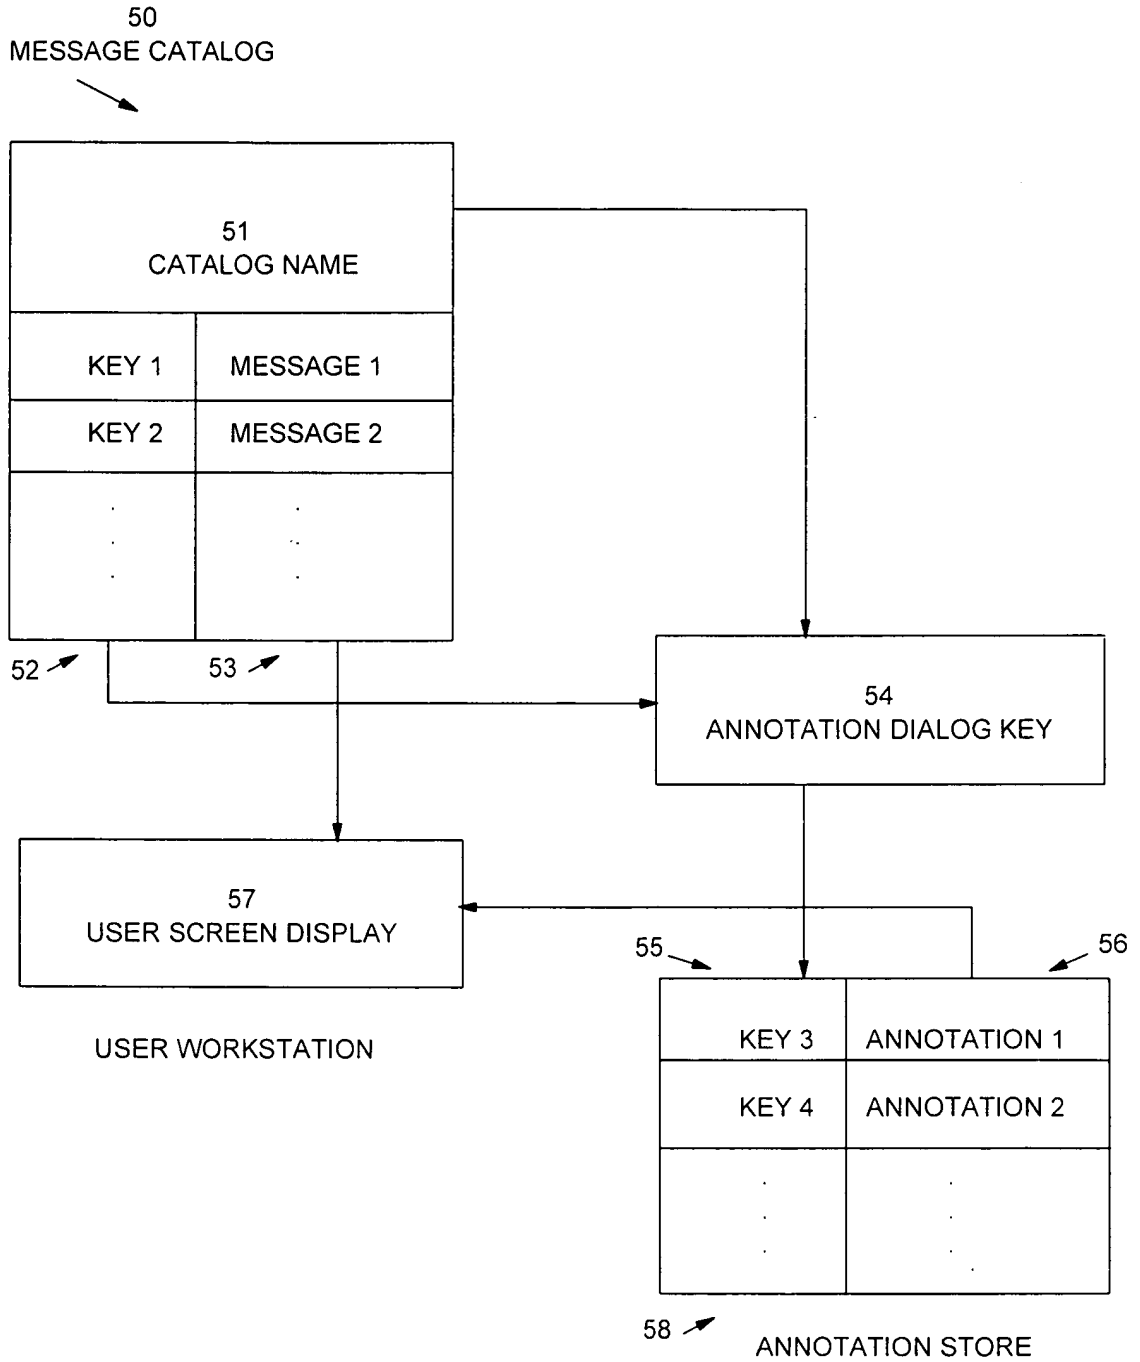 50
MESSAGE CATALOG
51
CATALOG NAME
KEY 1 MESSAGE 1
KEY 2 MESSAGE 2
52 53
54
ANNOTATION DIALOG KEY
57
USER SCREEN DISPLAY
55 56
USER WORKSTATION
KEY 3 ANNOTATION 1
KEY 4 ANNOTATION 2
58
ANNOTATION STORE